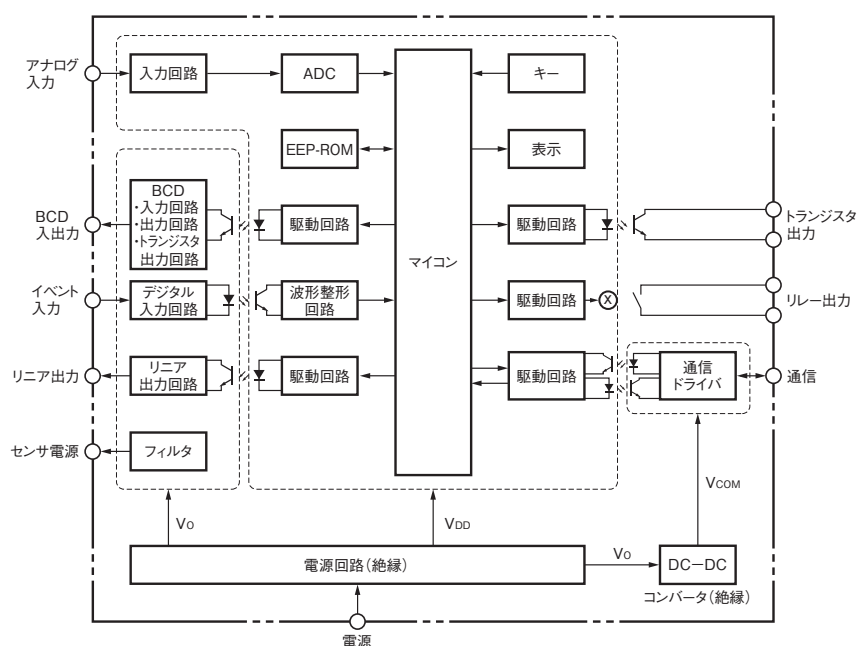 アナログ
入力
入力回路
ADC
キー
EEP-ROM
表示
マイコン
BCD
入出力
BCD
・入力回路
・出力回路
・トランジスタ
出力回路
駆動回路
駆動回路
トランジスタ
出力
イベント
入力
デジタル
入力回路
波形整形
回路
駆動回路
X
リレー出力
リニア出力
リニア
出力回路
駆動回路
駆動回路
通信
ドライバ
通信
センサ電源
フィルタ
VO
VDD
VCOM
電源回路(絶縁)
VO
DC−DC
コンバータ(絶縁)
電源